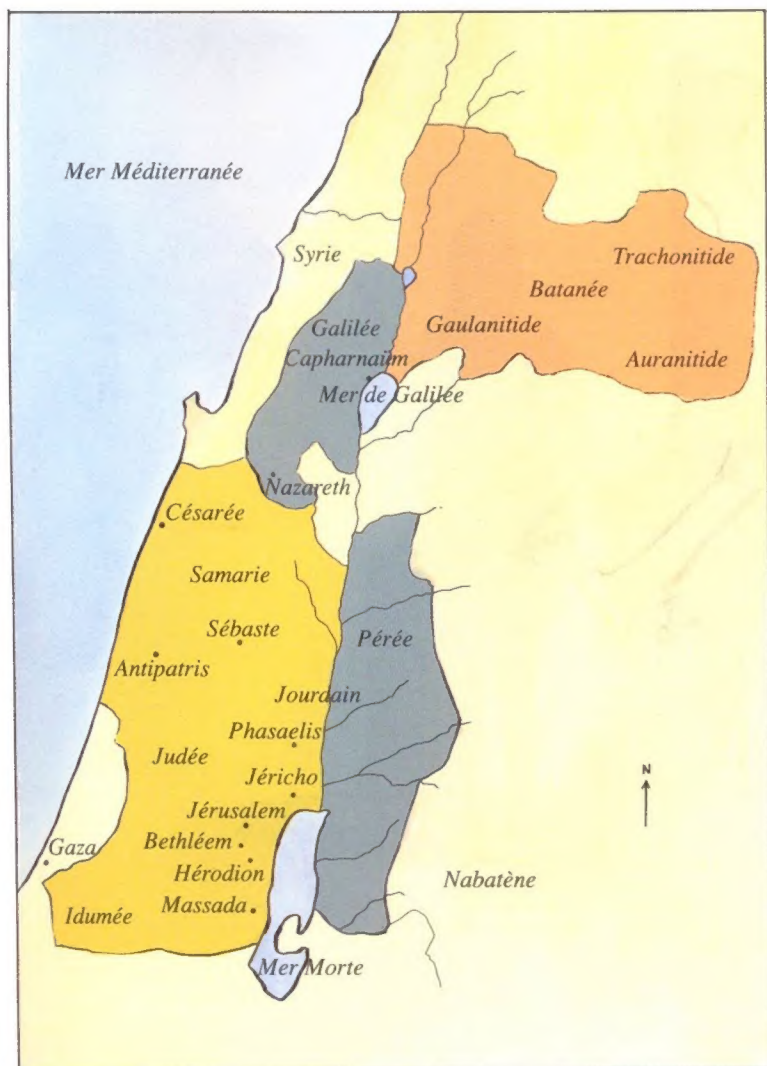 Mer Méditerranée
Syrie
Trachonitide
Batanée
Galilée
Gaulanitide
Capharnaüm
Auranitide
Mer de Galilée
Nazareth
Césarée
Samarie
Sébaste
Antipatris
Pérée
Jourdain
Phasaelis
Judée
Jéricho
N
Jérusalem
Bethléem
Gaza
Hérodion
Nabatène
Massada
Idumée
Mer Morte